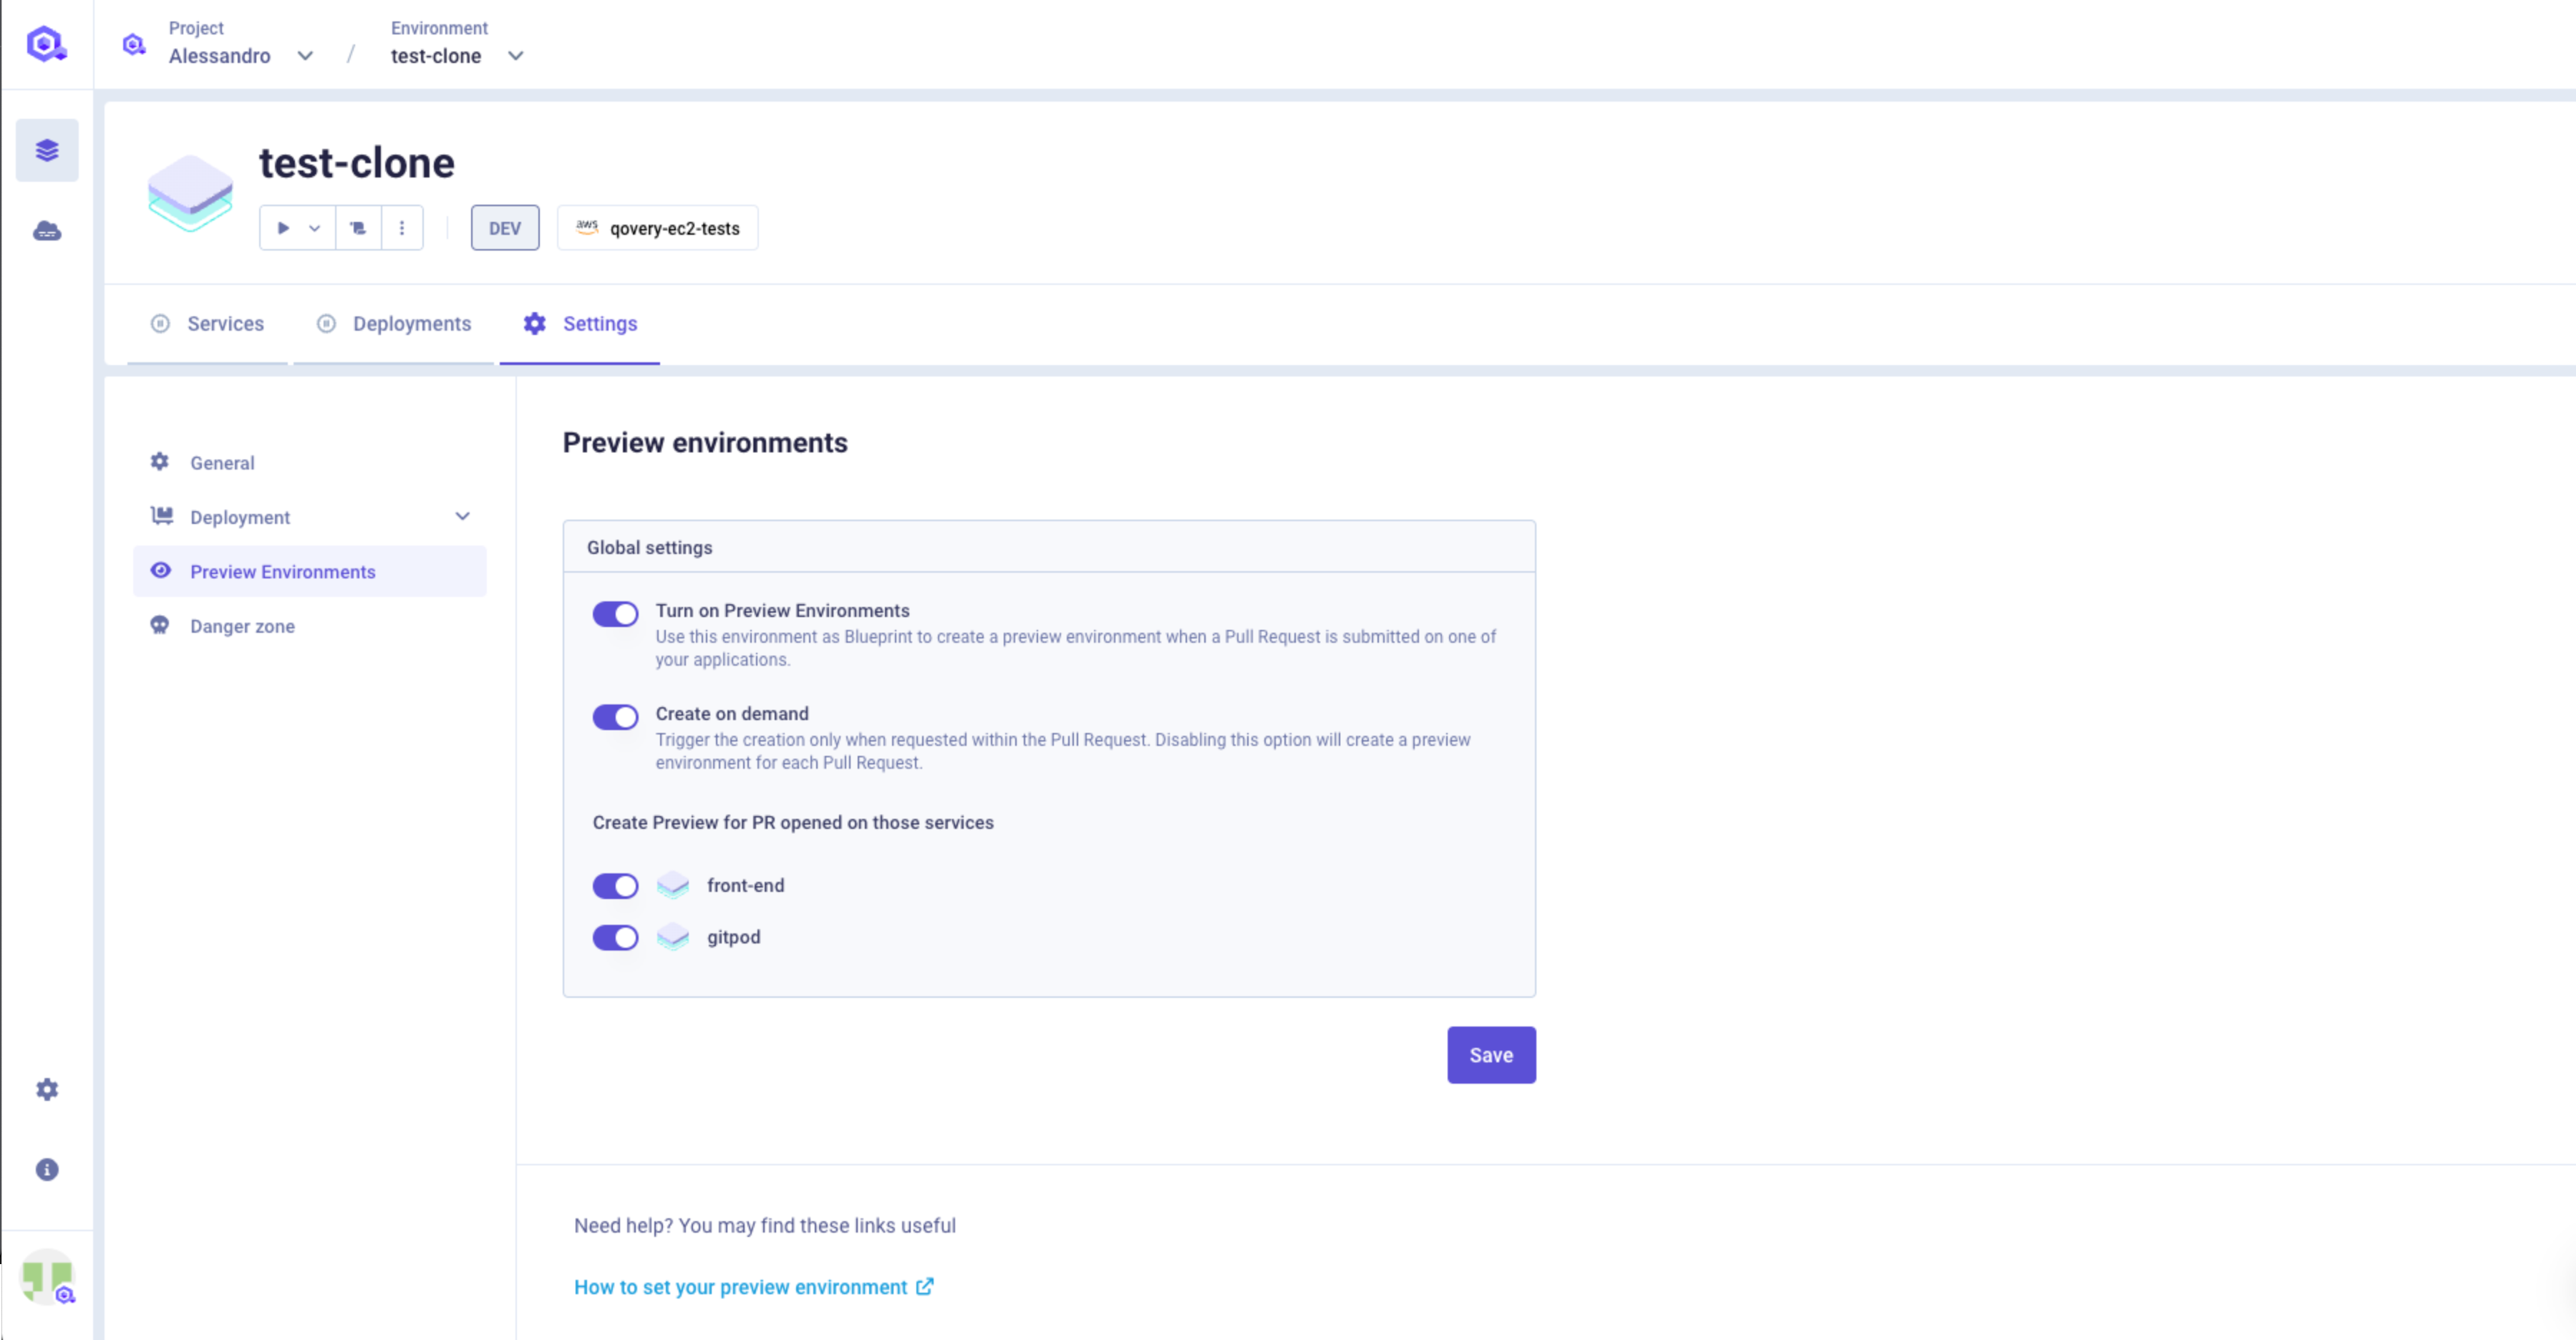 Project
Alessandro
/
Environment
test-clone
test-clone
DEV
aws qovery-ec2-tests
Services
Deployments
Settings
General
Deployment
Preview Environments
Danger zone
Preview environments
Global settings
Turn on Preview Environments
Use this environment as Blueprint to create a preview environment when a Pull Request is submitted on one of
your applications.
Create on demand
Trigger the creation only when requested within the Pull Request. Disabling this option will create a preview
environment for each Pull Request.
Create Preview for PR opened on those services
front-end
gitpod
Save
Need help? You may find these links useful
How to set your preview environment